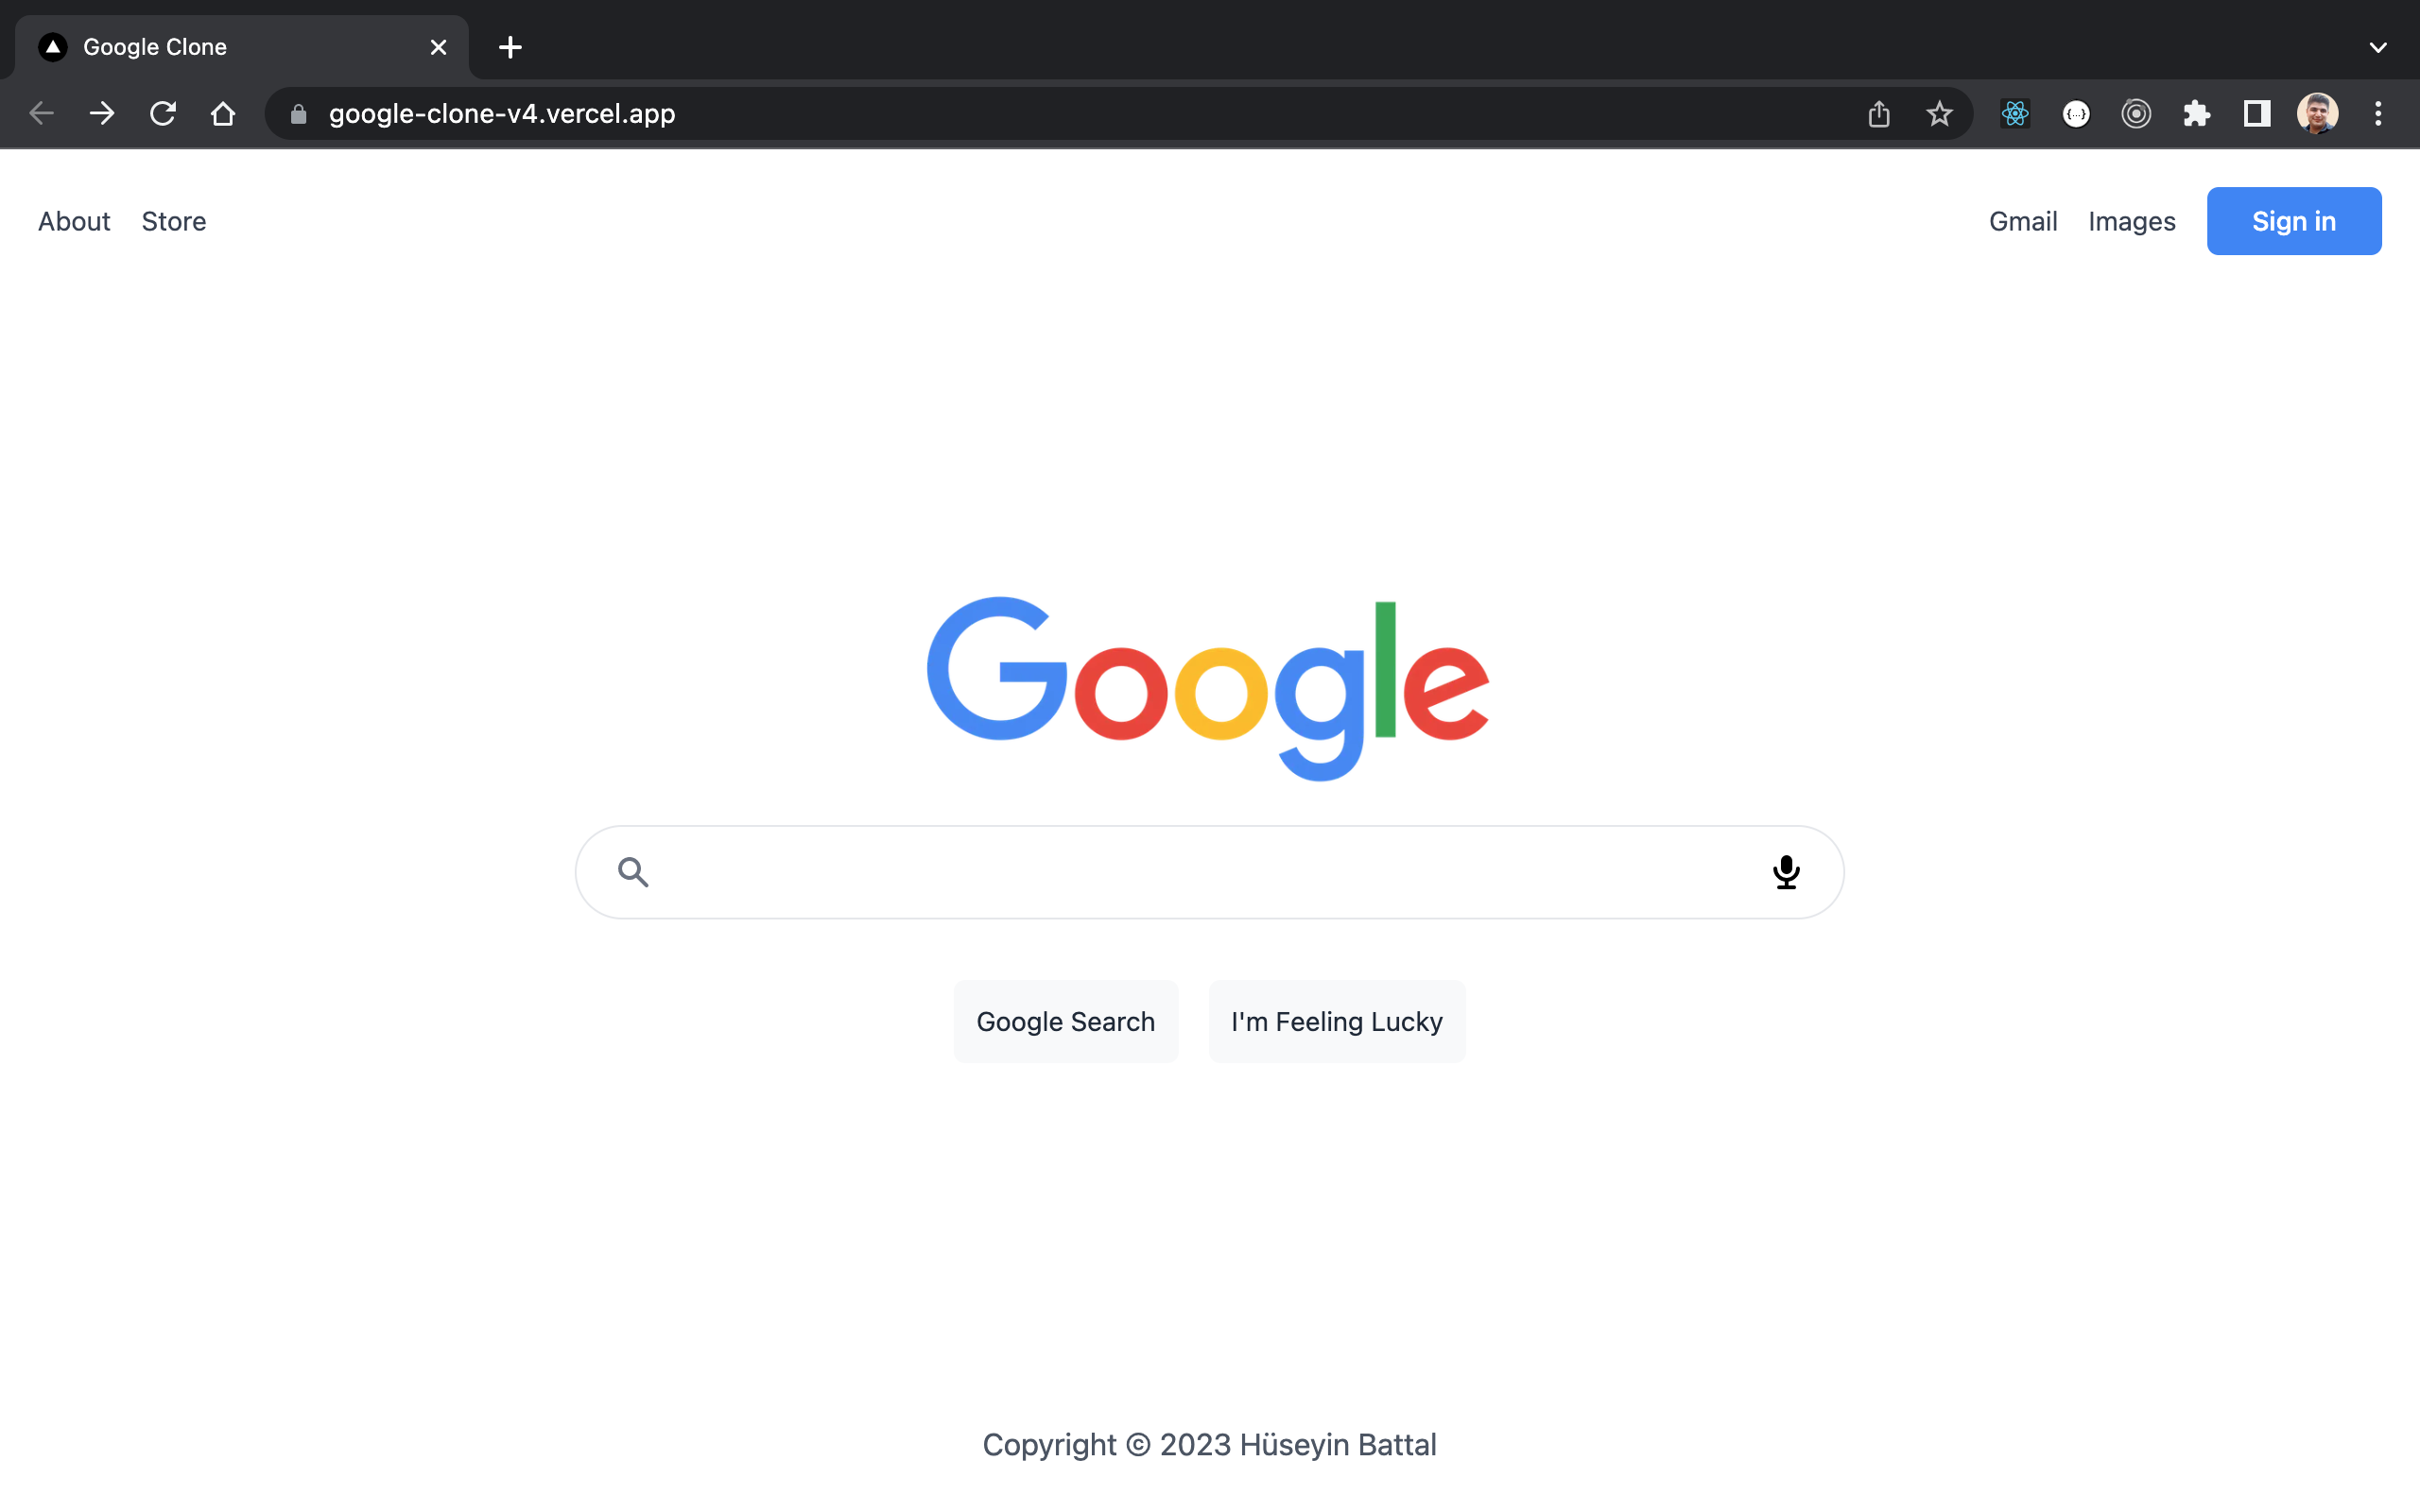 Google Clone
google-clone-v4.vercel.app
About Store Gmail Images Sign in
Google
Google Search I'm Feeling Lucky
Copyright © 2023 Hüseyin Battal